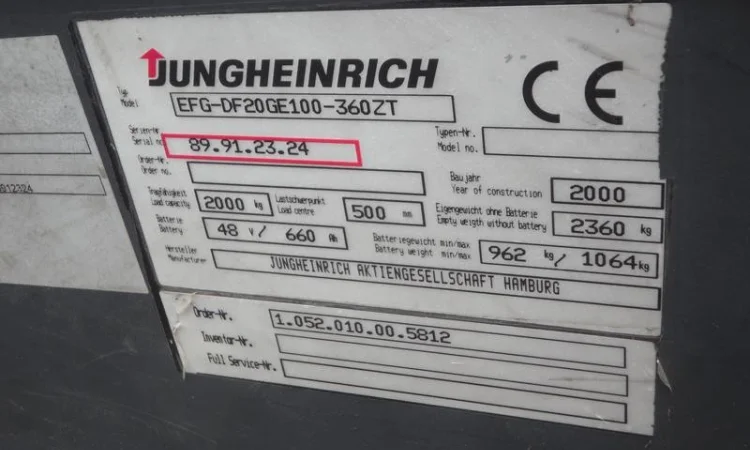 JUNGHEINRICH
CE
Typ
Model
EFG-DF20GE100-360ZT
Serien-Nr.
Serial no.
89.91.23.24
Typen-Nr.
Model no.
Order-Nr.
Order no.
Baujahr
Year of construction
2000
Tragfähigkeit
Load capacity
2000 kg
Lastschwerpunkt
Load centre
500 mm
Eigengewicht ohne Batterie
Empty weigth without battery
2360 kg
Batterie
Battery
48 V/ 660 Ah
Batteriegewicht min/max
Battery weight min/max
962 kg/ 1064 kg
Hersteller
Manufacturer
JUNGHEINRICH AKTIENGESELLSCHAFT HAMBURG
Order-Nr.
1.052.010.00.5812
Inventar-Nr.
Full Service-Nr.